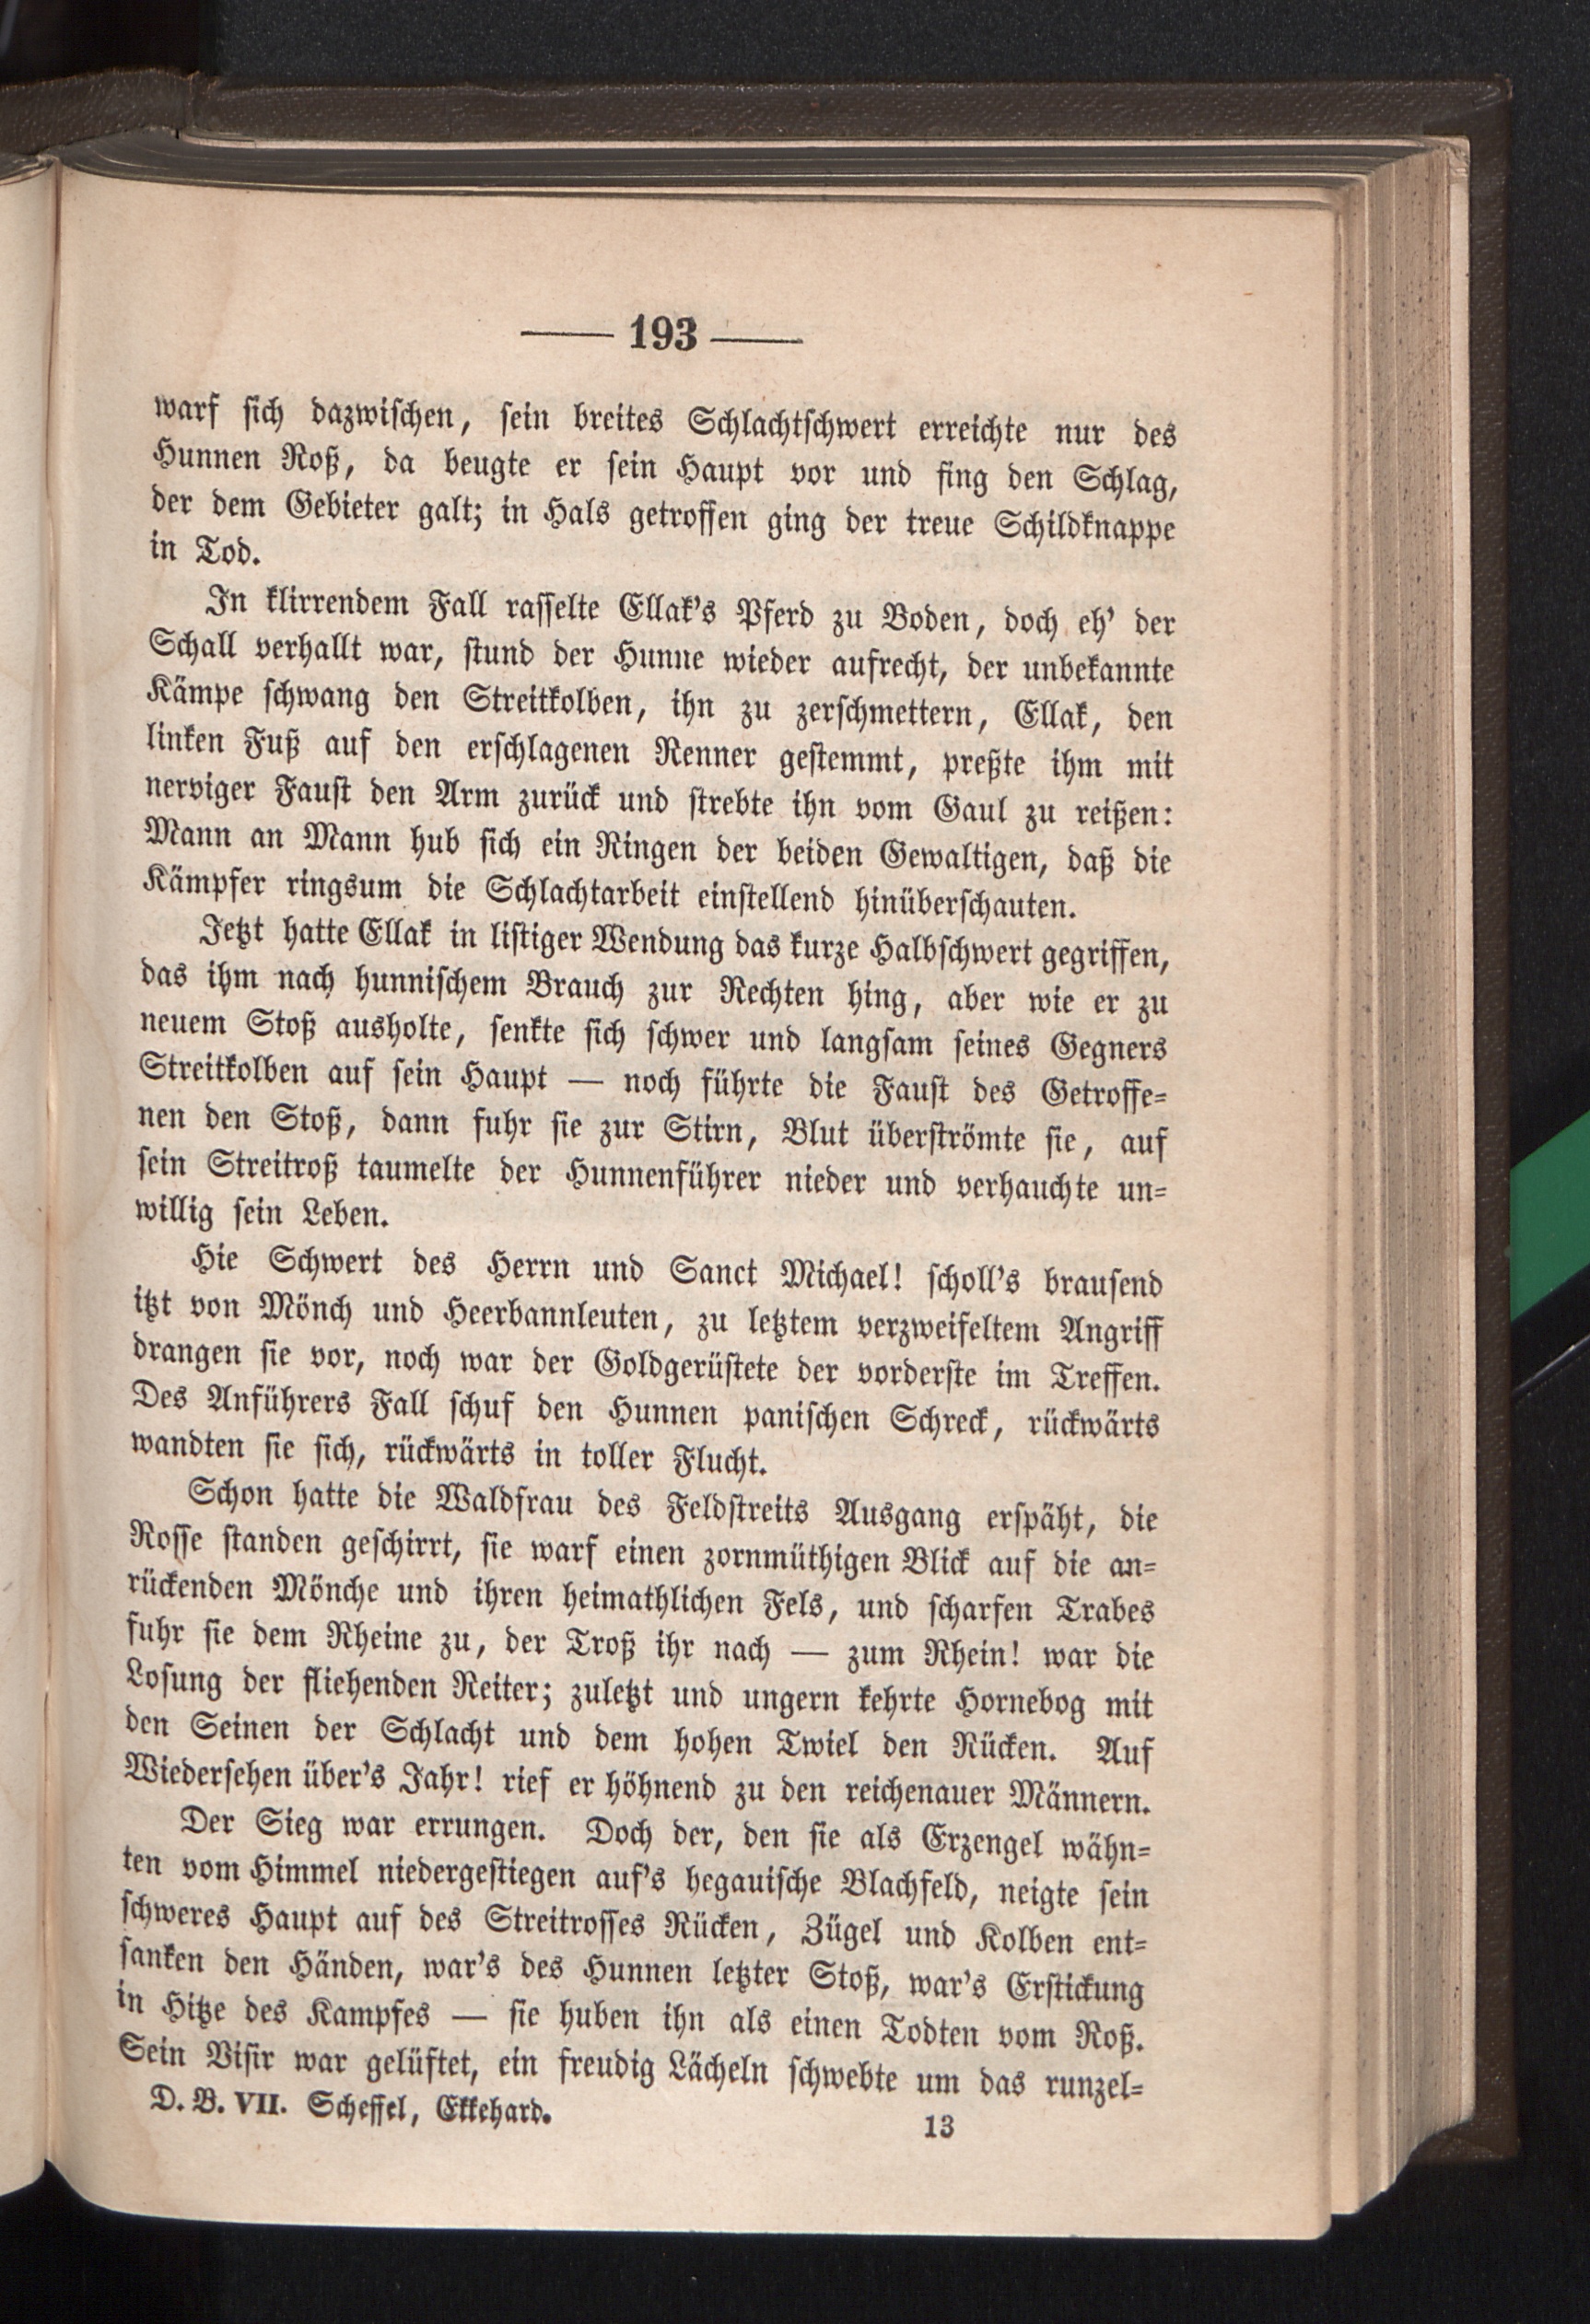 — 193 —
warf ſich dazwiſchen, ſein breites Schlachtſchwert erreichte nur des
Hunnen Roß, da beugte er ſein Haupt vor und fing den Schlag,
der dem Gebieter galt; in Hals getroffen ging der treue Schildknappe
in Tod.
In klirrendem Fall raſſelte Ellak's Pferd zu Boden, doch eh' der
Schall verhallt war, ſtund der Hunne wieder aufrecht, der unbekannte
Kämpe ſchwang den Streitkolben, ihn zu zerſchmettern, Ellak, den
linken Fuß auf den erſchlagenen Renner geſtemmt, preßte ihm mit
nerviger Fauſt den Arm zurück und ſtrebte ihn vom Gaul zu reißen:
Mann an Mann hub ſich ein Ringen der beiden Gewaltigen, daß die
Kämpfer ringsum die Schlachtarbeit einſtellend hinüberſchauten.
Jetzt hatte Ellak in liſtiger Wendung das kurze Halbſchwert gegriffen,
das ihm nach hunniſchem Brauch zur Rechten hing, aber wie er zu
neuem Stoß ausholte, ſenkte ſich ſchwer und langſam ſeines Gegners
Streitkolben auf ſein Haupt — noch führte die Fauſt des Getroffe-
nen den Stoß, dann fuhr ſie zur Stirn, Blut überſtrömte ſie, auf
ſein Streitroß taumelte der Hunnenführer nieder und verhauchte un-
willig ſein Leben.
Hie Schwert des Herrn und Sanct Michael! ſcholl's brauſend
itzt von Mönch und Heerbannleuten, zu letztem verzweifeltem Angriff
drangen ſie vor, noch war der Goldgerüſtete der vorderſte im Treffen.
Des Anführers Fall ſchuf den Hunnen paniſchen Schreck, rückwärts
wandten ſie ſich, rückwärts in toller Flucht.
Schon hatte die Waldfrau des Feldſtreits Ausgang erſpäht, die
Roſſe ſtanden geſchirrt, ſie warf einen zornmüthigen Blick auf die an-
rückenden Mönche und ihren heimathlichen Fels, und ſcharfen Trabes
fuhr ſie dem Rheine zu, der Troß ihr nach — zum Rhein! war die
Loſung der fliehenden Reiter; zuletzt und ungern kehrte Hornebog mit
den Seinen der Schlacht und dem hohen Twiel den Rücken. Auf
Wiederſehen über's Jahr! rief er höhnend zu den reichenauer Männern.
Der Sieg war errungen. Doch der, den ſie als Erzengel wähn-
ten vom Himmel niedergeſtiegen auf's hegauiſche Blachfeld, neigte ſein
ſchweres Haupt auf des Streitroſſes Rücken, Zügel und Kolben ent-
ſanken den Händen, war's des Hunnen letzter Stoß, war's Erſtickung
in Hitze des Kampfes — ſie huben ihn als einen Todten vom Roß.
Sein Viſir war gelüftet, ein freudig Lächeln ſchwebte um das runzel-
D. B. VII. Scheffel, Ekkehard.
13